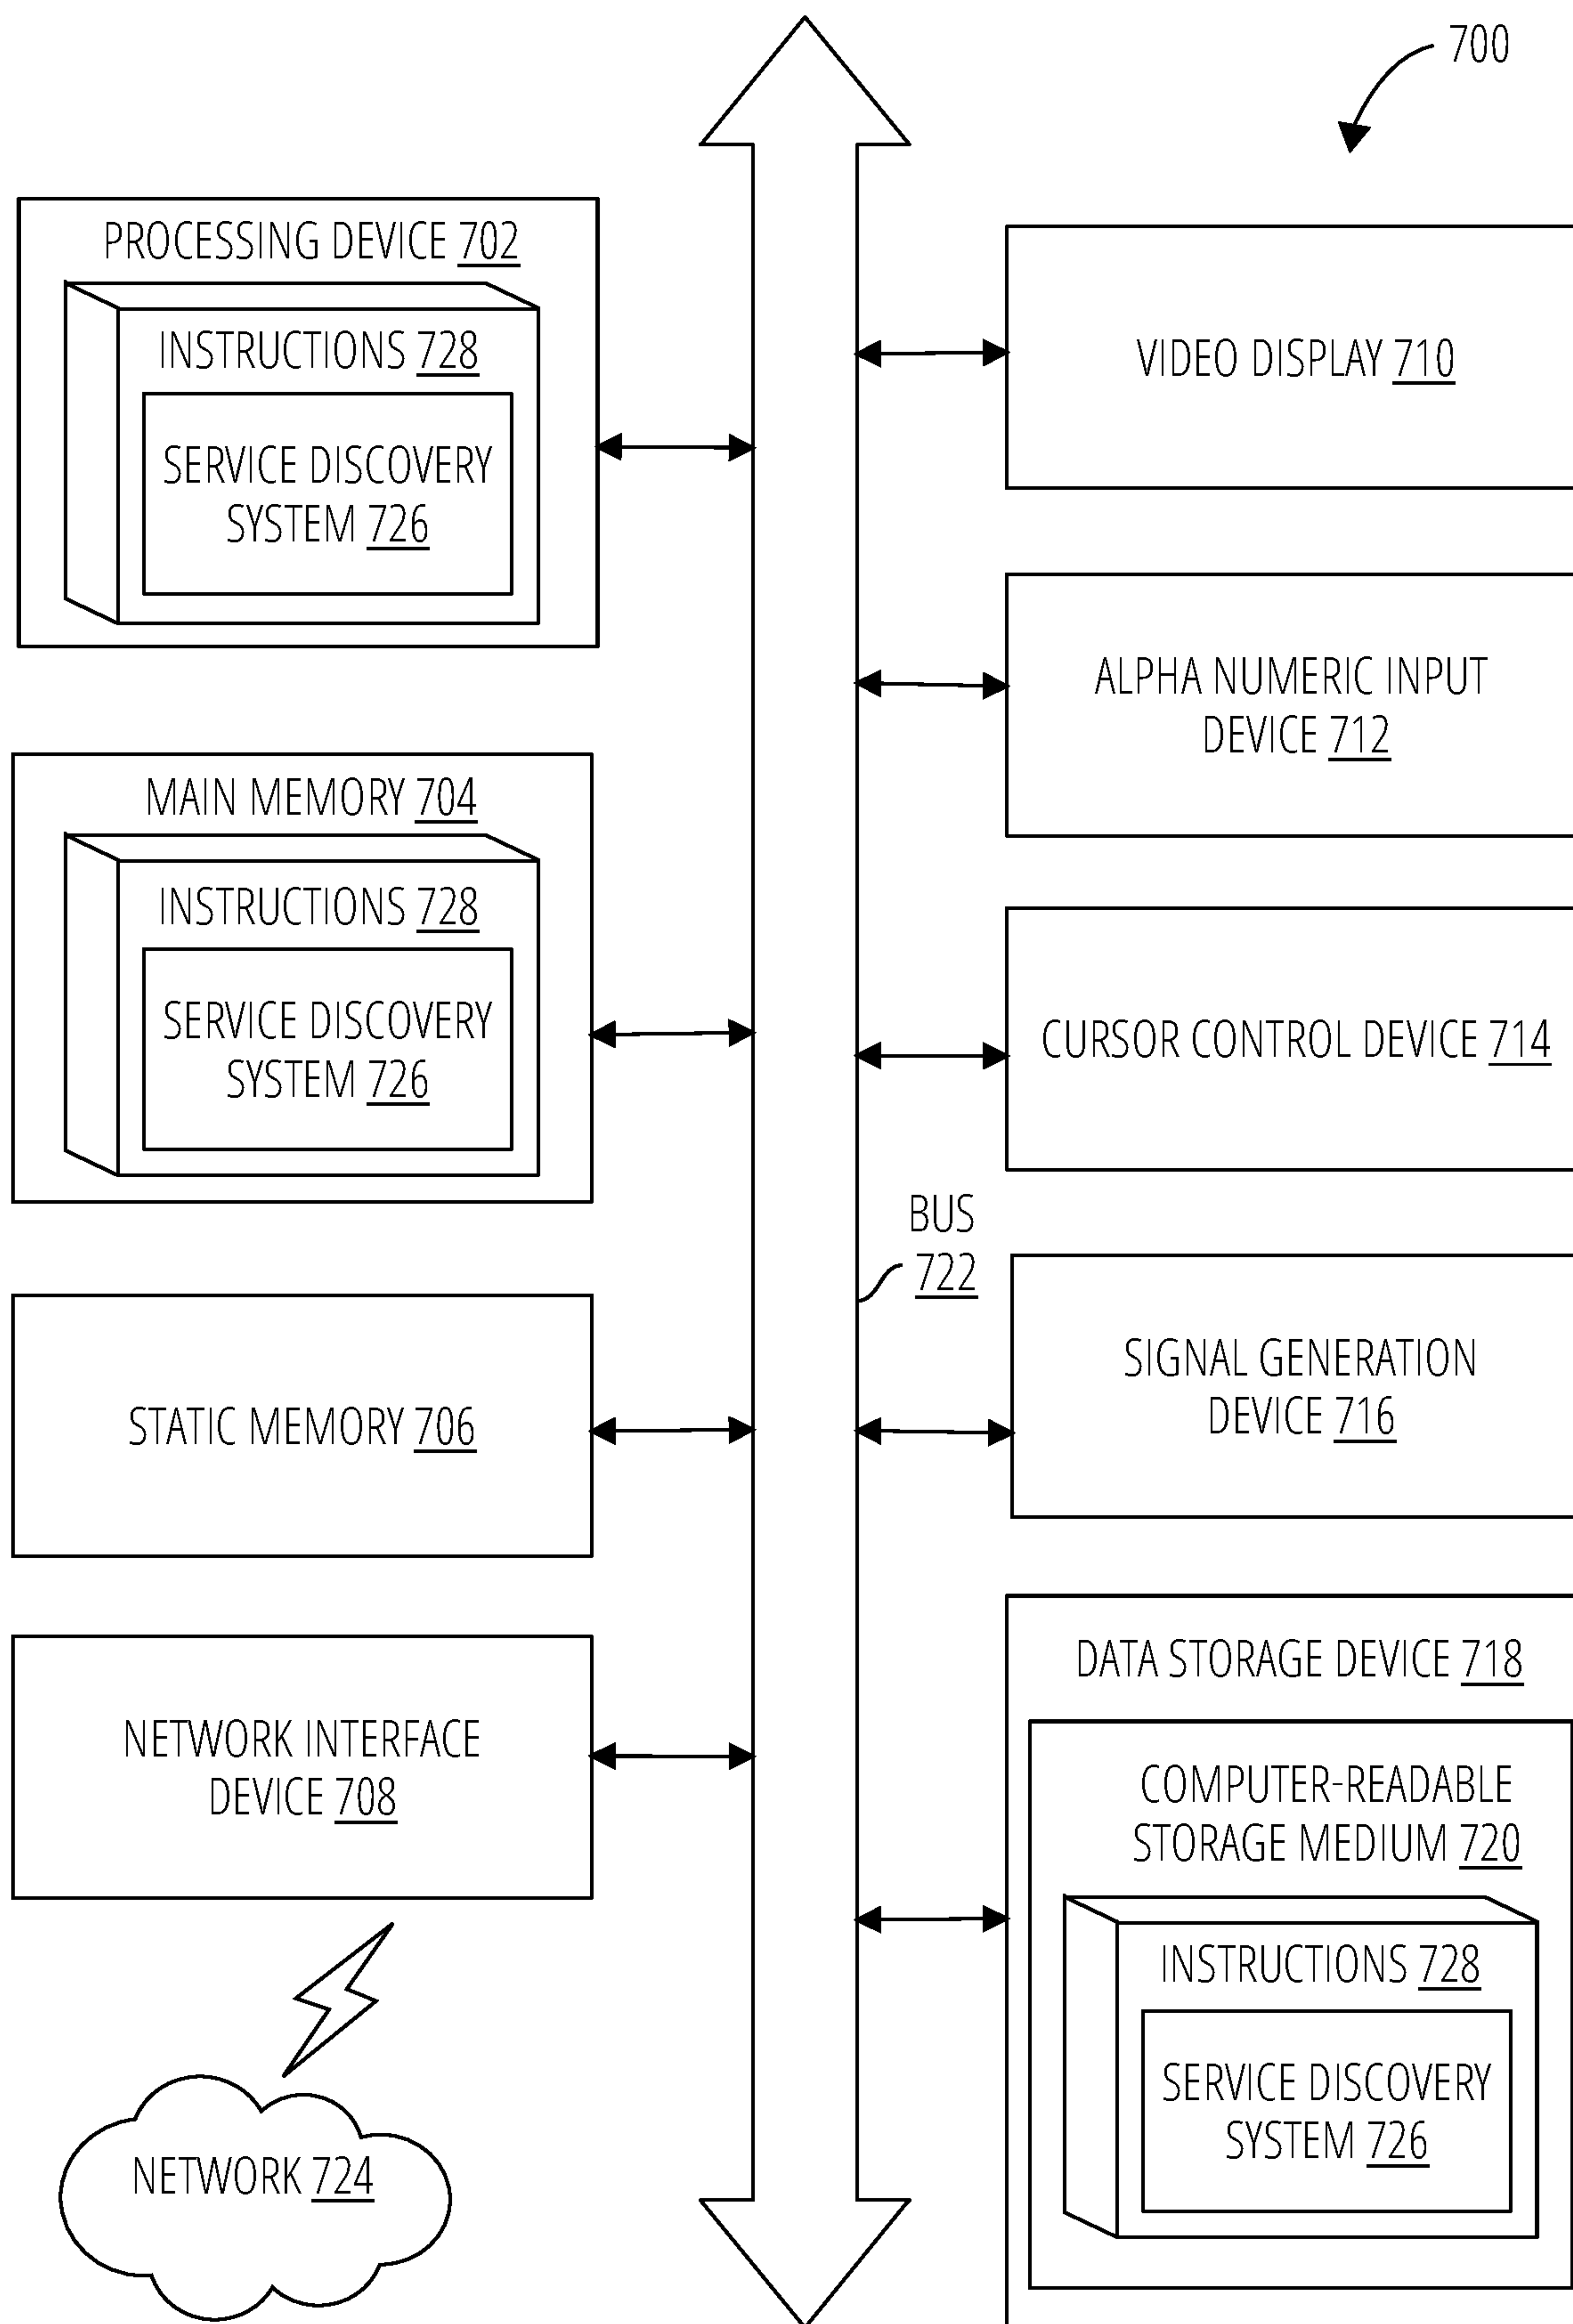 700
PROCESSING DEVICE 702
INSTRUCTIONS 728
SERVICE DISCOVERY
SYSTEM 726
MAIN MEMORY 704
INSTRUCTIONS 728
SERVICE DISCOVERY
SYSTEM 726
STATIC MEMORY 706
NETWORK INTERFACE
DEVICE 708
NETWORK 724
BUS
722
VIDEO DISPLAY 710
ALPHA NUMERIC INPUT
DEVICE 712
CURSOR CONTROL DEVICE 714
SIGNAL GENERATION
DEVICE 716
DATA STORAGE DEVICE 718
COMPUTER-READABLE
STORAGE MEDIUM 720
INSTRUCTIONS 728
SERVICE DISCOVERY
SYSTEM 726